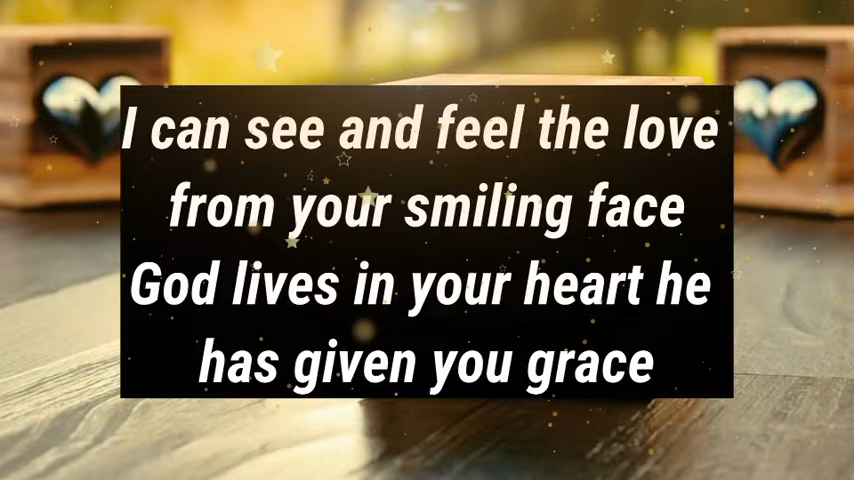 I can see and feel the love
from your smiling face
God lives in your heart he
has given you grace